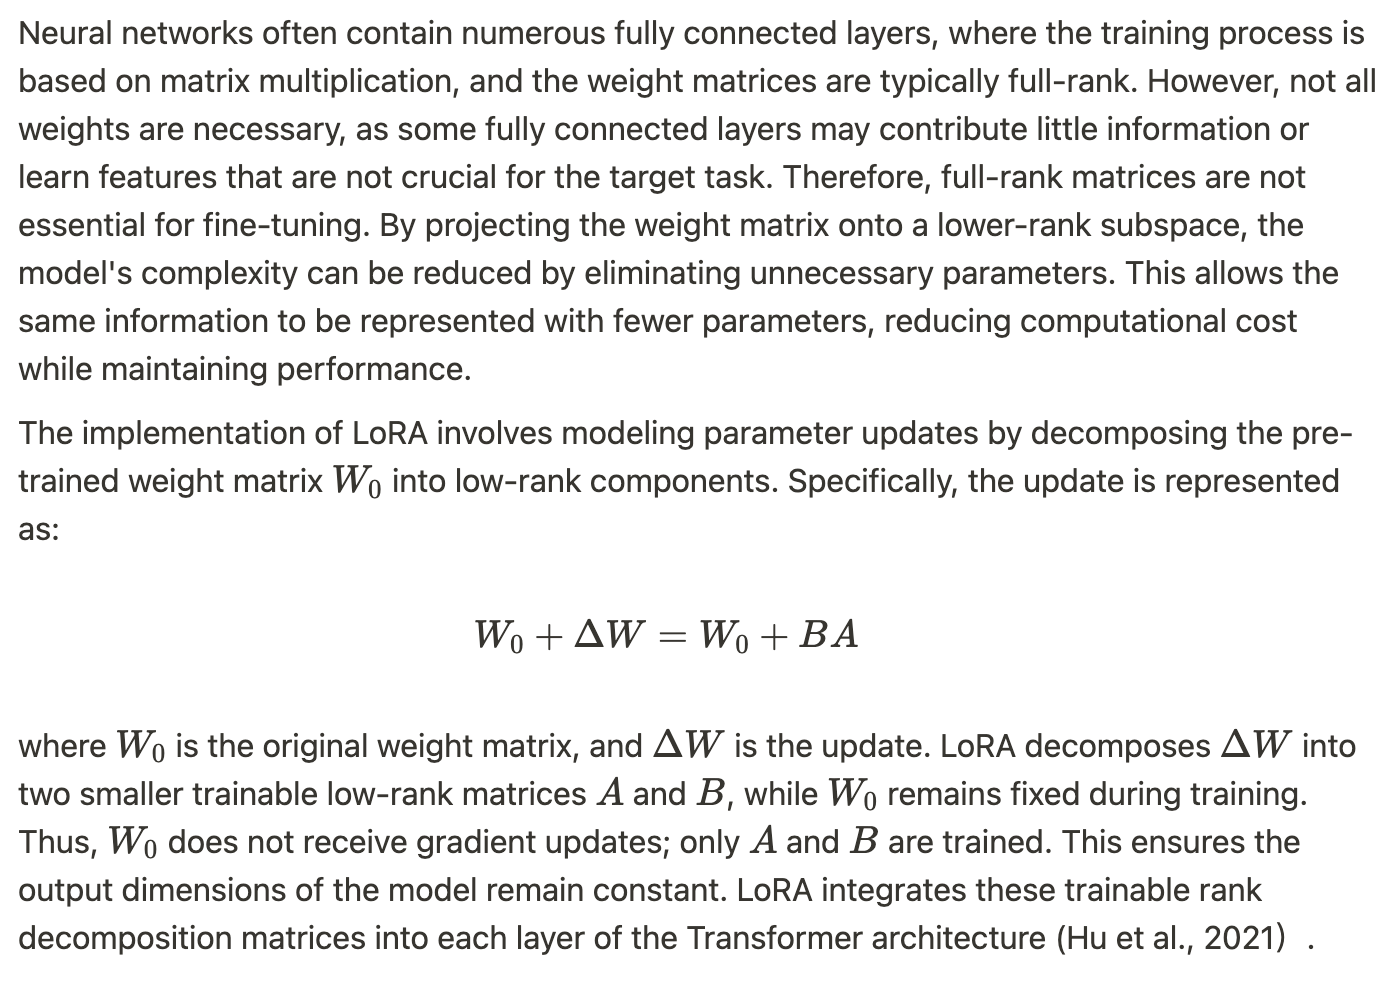 Neural networks often contain numerous fully connected layers, where the training process is
based on matrix multiplication, and the weight matrices are typically full-rank. However, not all
weights are necessary, as some fully connected layers may contribute little information or
learn features that are not crucial for the target task. Therefore, full-rank matrices are not
essential for fine-tuning. By projecting the weight matrix onto a lower-rank subspace, the
model's complexity can be reduced by eliminating unnecessary parameters. This allows the
same information to be represented with fewer parameters, reducing computational cost
while maintaining performance.
The implementation of LoRA involves modeling parameter updates by decomposing the pre-
trained weight matrix W₀ into low-rank components. Specifically, the update is represented
as:
W₀ + ΔW = W₀ + BA
where W₀ is the original weight matrix, and ΔW is the update. LoRA decomposes ΔW into
two smaller trainable low-rank matrices A and B, while W₀ remains fixed during training.
Thus, W₀ does not receive gradient updates; only A and B are trained. This ensures the
output dimensions of the model remain constant. LoRA integrates these trainable rank
decomposition matrices into each layer of the Transformer architecture (Hu et al., 2021) .